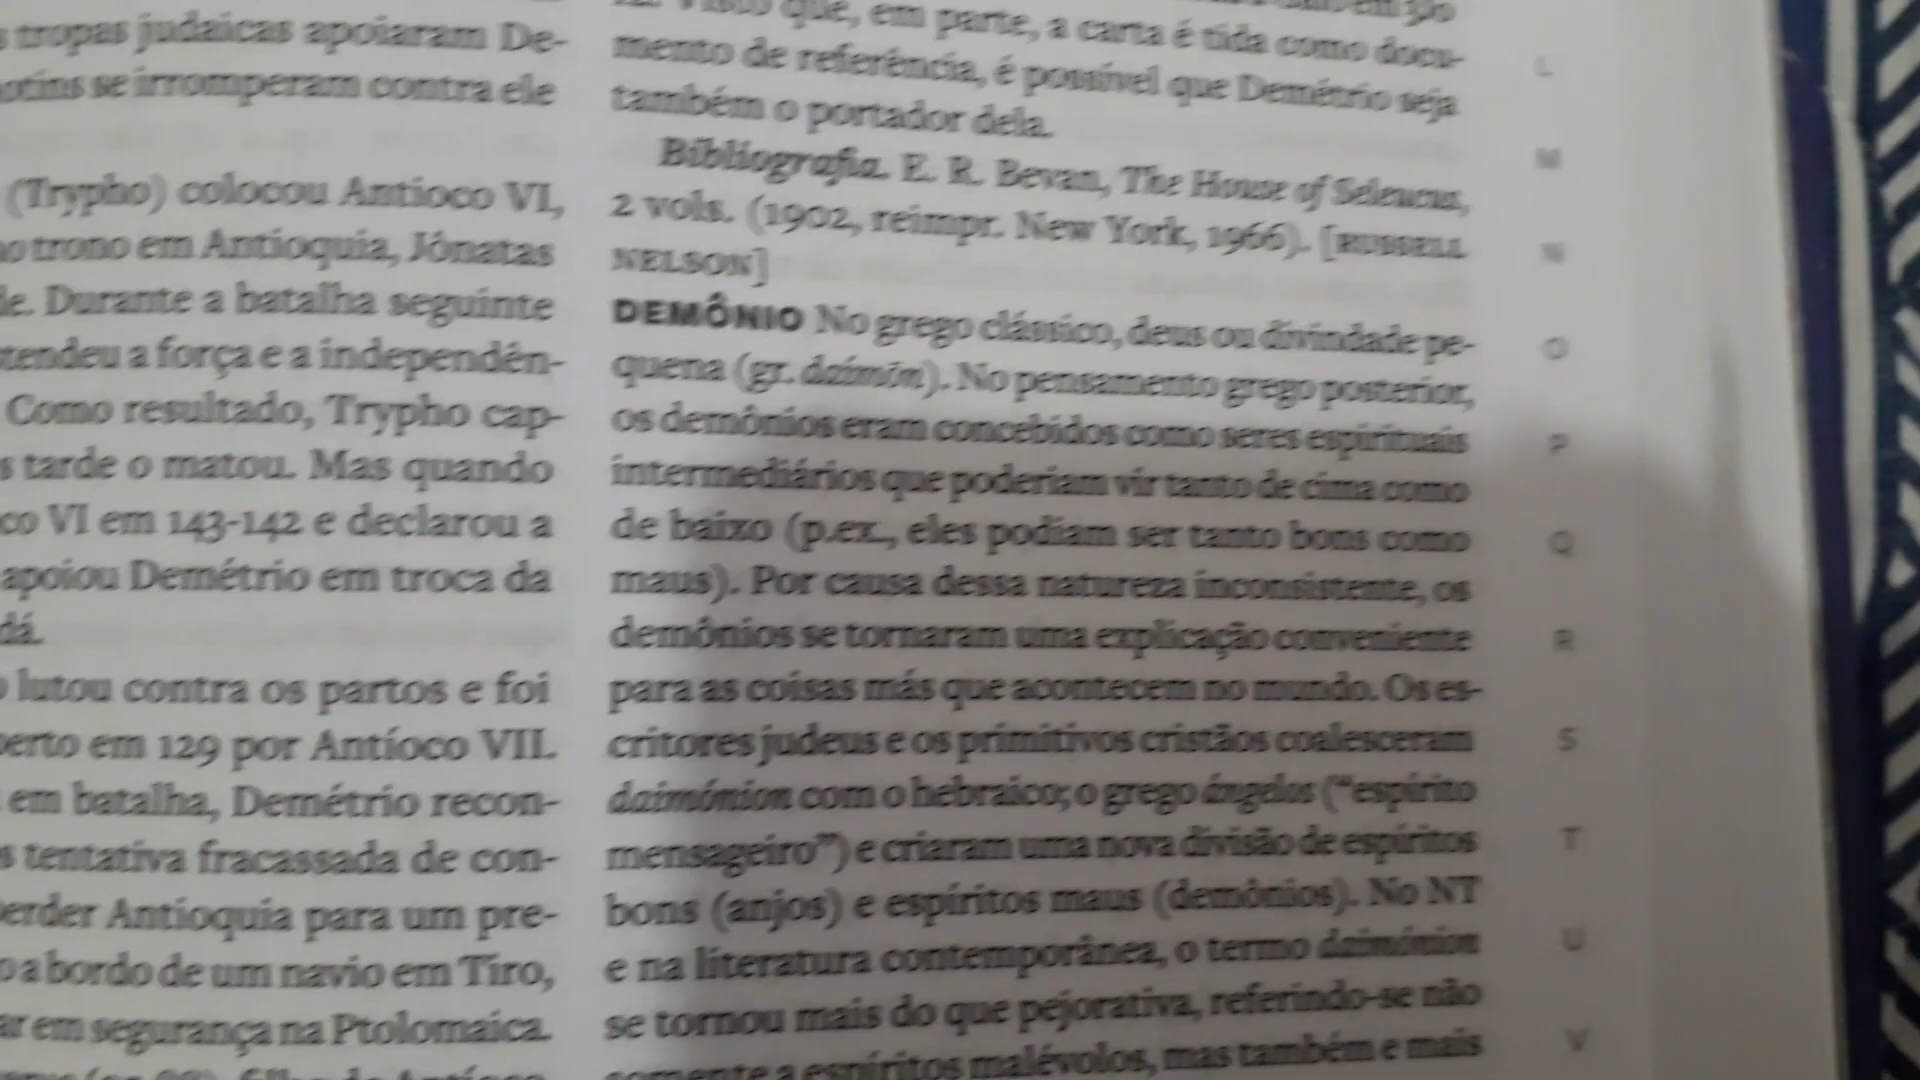 s tropas judaicas apoiaram De-
se irromperam contra ele
(Trypho) colocou Antioco VI,
no trono em Antioquia, Jônatas
le. Durante a batalha seguinte
tendeu a força e a independên-
Como resultado, Trypho cap-
s tarde o matou. Mas quando
co VI em 143-142 e declarou a
apoiou Demétrio em troca da
dá.
lutou contra os partos e foi
erto em 129 por Antíoco VII.
em batalha, Demétrio recon-
s tentativa fracassada de con-
erder Antioquia para um pre-
o a bordo de um navio em Tiro,
ar em segurança na Ptolomaica.
que, em parte, a carta é tida como docu-
mento de referência, é possível que Demétrio seja
também o portador dela.
Bibliografia. E. R. Bevan, The House of Seleucus,
2 vols. (1902, reimpr. New York, 1966). [RUSSELL
NELSON]
DEMÔNIO No grego clássico, deus ou divindade pe-
quena (gr. daimōn). No pensamento grego posterior,
os demônios eram concebidos como seres espirituais
intermediários que poderiam vir tanto de cima como
de baixo (p.ex., eles podiam ser tanto bons como
maus). Por causa dessa natureza inconsistente, os
demônios se tornaram uma explicação conveniente
para as coisas más que acontecem no mundo. Os es-
critores judeus e os primitivos cristãos coalesceram
daimónion com o hebraico; o grego ángelos (“espírito
mensageiro”) e criaram uma nova divisão de espíritos
bons (anjos) e espíritos maus (demônios). No NT
e na literatura contemporânea, o termo daimónion
se tornou mais do que pejorativa, referindo-se não
somente a espíritos malévolos, mas também e mais
L
M
N
O
P
Q
R
S
T
U
V